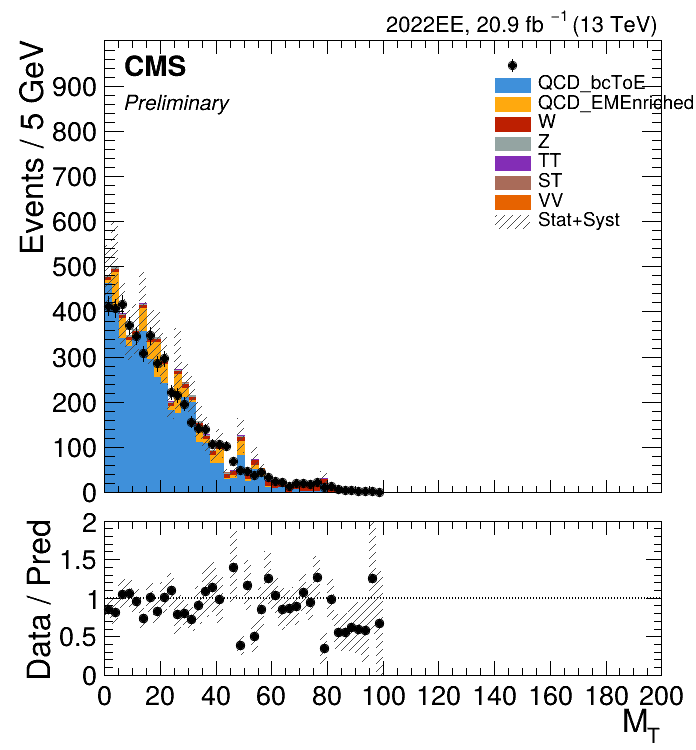 2022EE, 20.9 fb⁻¹ (13 TeV)
CMS
Preliminary
QCD_bcToE
QCD_EMEnriched
W
Z
TT
ST
VV
Stat+Syst
Events / 5 GeV
900
800
700
600
500
400
300
200
100
0
Data / Pred
2
1.5
1
0.5
0
0 20 40 60 80 100 120 140 160 180 200
M_T